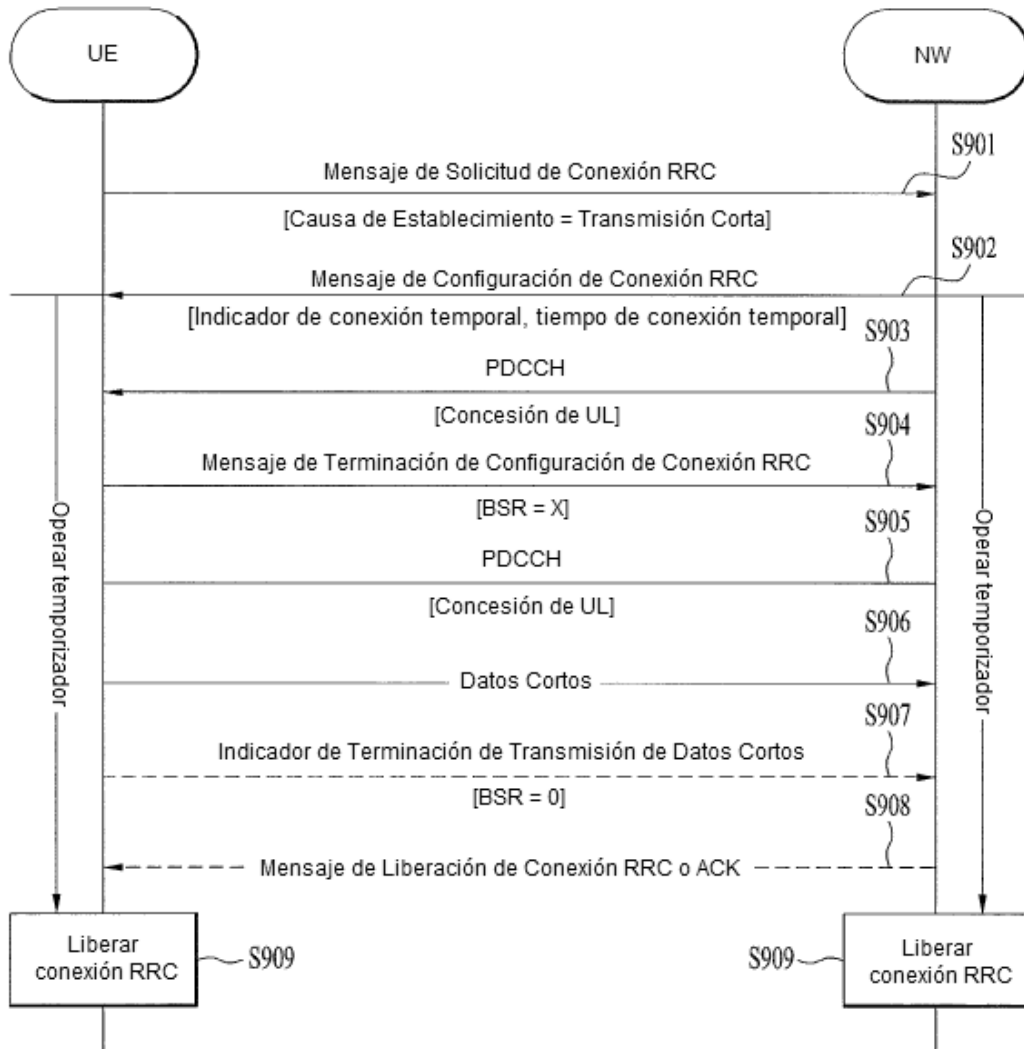 UE
NW
S901
Mensaje de Solicitud de Conexión RRC
[Causa de Establecimiento = Transmisión Corta]
S902
Mensaje de Configuración de Conexión RRC
[Indicador de conexión temporal, tiempo de conexión temporal]
S903
PDCCH
[Concesión de UL]
S904
Mensaje de Terminación de Configuración de Conexión RRC
[BSR = X]
S905
Operar temporizador
Operar temporizador
PDCCH
[Concesión de UL]
S906
Datos Cortos
S907
Indicador de Terminación de Transmisión de Datos Cortos
[BSR = 0]
S908
Mensaje de Liberación de Conexión RRC o ACK
Liberar
conexión RRC
S909
S909
Liberar
conexión RRC